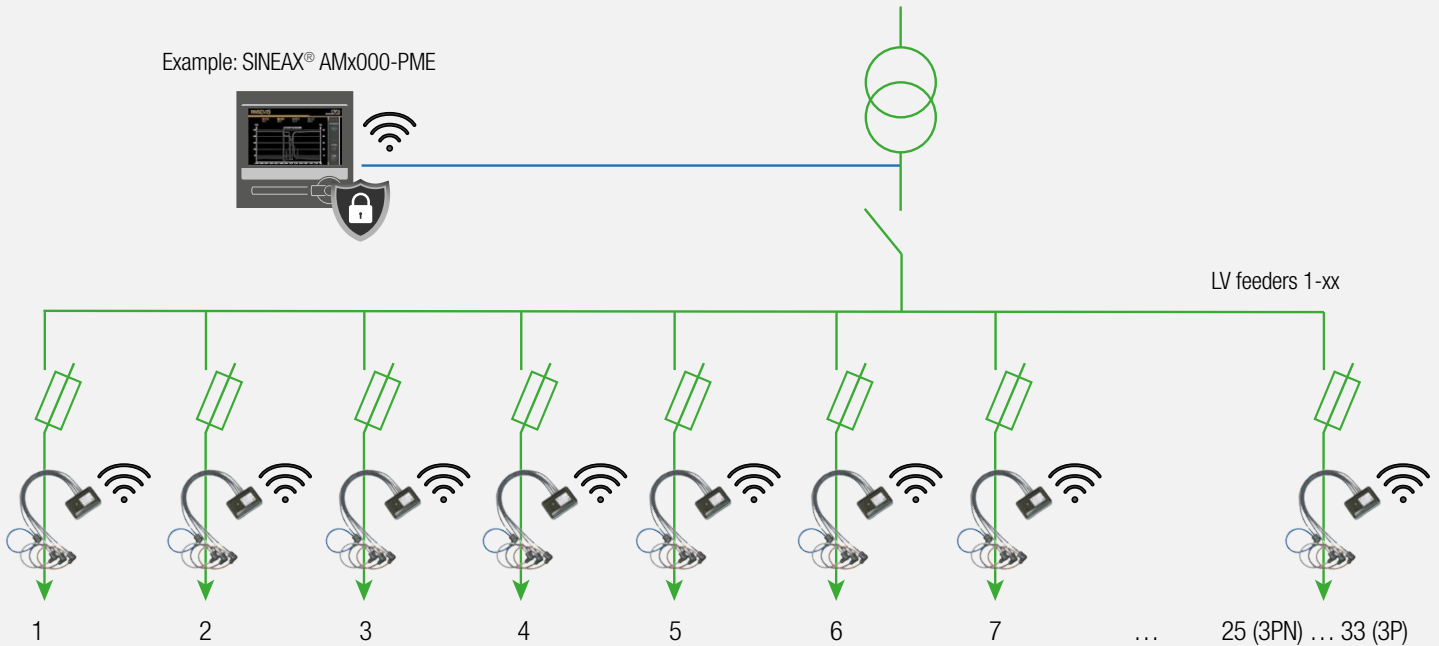 Example: SINEAX® AMx000-PME
LV feeders 1-xx
1 2 3 4 5 6 7 … 25 (3PN) … 33 (3P)